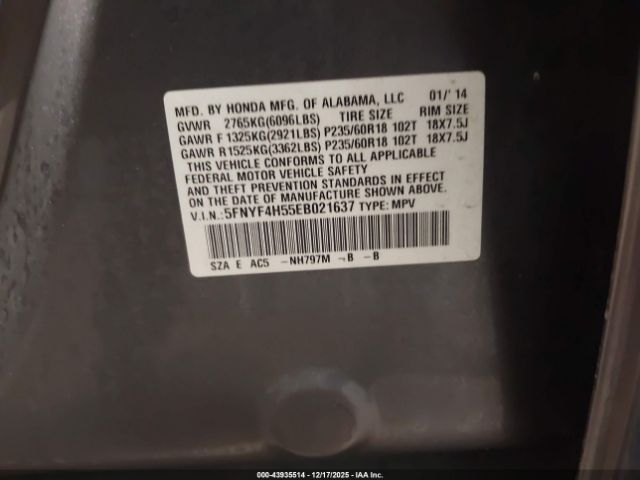 MFD. BY HONDA MFG. OF ALABAMA, LLC 01/'14
GVWR 2765KG(6096LBS) TIRE SIZE RIM SIZE
GAWR F 1325KG(2921LBS) P235/60R18 102T 18X7.5J
GAWR R1525KG(3362LBS) P235/60R18 102T 18X7.5J
THIS VEHICLE CONFORMS TO ALL APPLICABLE
FEDERAL MOTOR VEHICLE SAFETY
AND THEFT PREVENTION STANDARDS IN EFFECT
ON THE DATE OF MANUFACTURE SHOWN ABOVE.
V.I.N.: 5FNYF4H55EB021637 TYPE: MPV
SZA E AC5 -NH797M -B -B
000-43935514 - 12/17/2025 - IAA Inc.